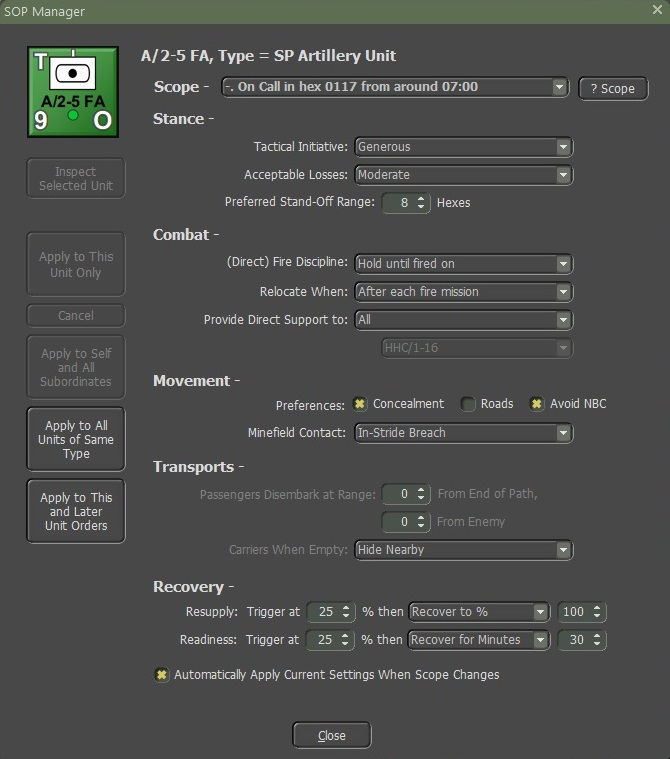 SOP Manager
T
A/2-5 FA
9 O
A/2-5 FA, Type = SP Artillery Unit
Scope - -. On Call in hex 0117 from around 07:00 ? Scope
Inspect
Selected Unit
Apply to This
Unit Only
Cancel
Apply to Self
and All
Subordinates
Apply to All
Units of Same
Type
Apply to This
and Later
Unit Orders
Stance -
Tactical Initiative: Generous
Acceptable Losses: Moderate
Preferred Stand-Off Range: 8 Hexes
Combat -
(Direct) Fire Discipline: Hold until fired on
Relocate When: After each fire mission
Provide Direct Support to: All
HHC/1-16
Movement -
Preferences: Concealment Roads Avoid NBC
Minefield Contact: In-Stride Breach
Transports -
Passengers Disembark at Range: 0 From End of Path,
0 From Enemy
Carriers When Empty: Hide Nearby
Recovery -
Resupply: Trigger at 25 % then Recover to % 100
Readiness: Trigger at 25 % then Recover for Minutes 30
Automatically Apply Current Settings When Scope Changes
Close